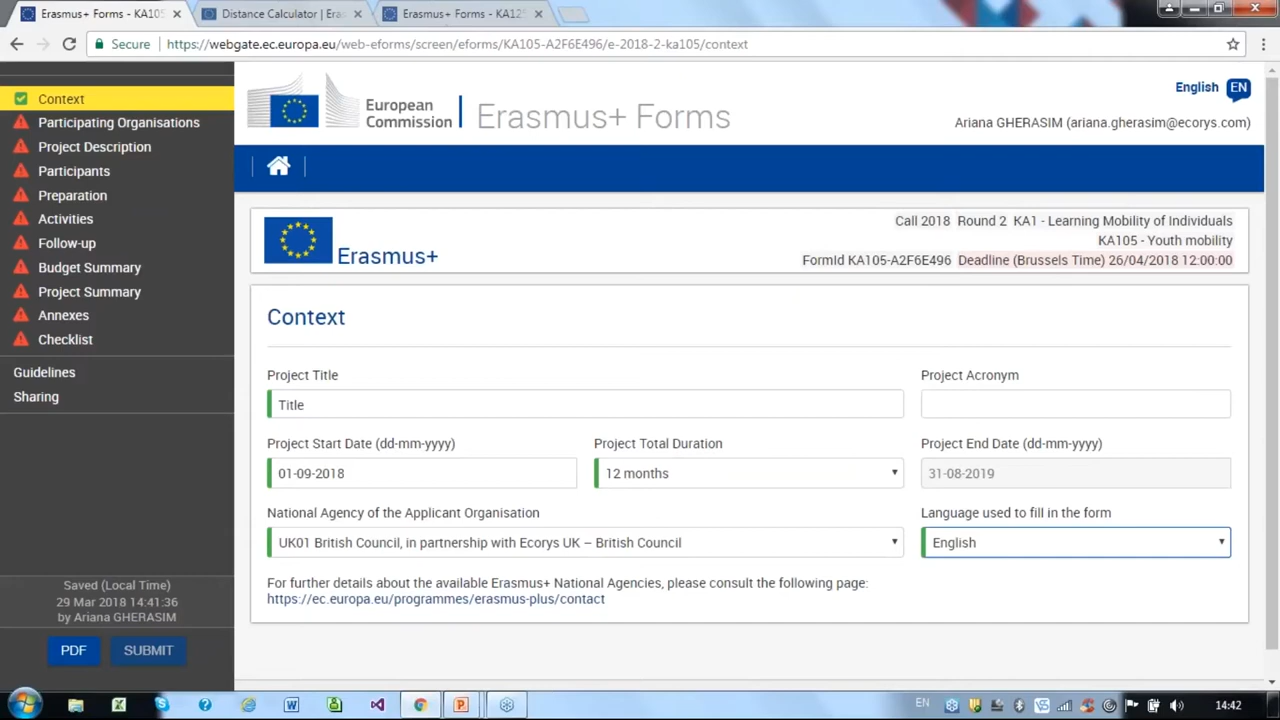 Erasmus+ Forms - KA105
Distance Calculator | Eras
Erasmus+ Forms - KA125
Secure
https://webgate.ec.europa.eu/web-eforms/screen/eforms/KA105-A2F6E496/e-2018-2-ka105/context
Context
Participating Organisations
Project Description
Participants
Preparation
Activities
Follow-up
Budget Summary
Project Summary
Annexes
Checklist
Guidelines
Sharing
Saved (Local Time)
29 Mar 2018 14:41:36
by Ariana GHERASIM
PDF
SUBMIT
European
Commission
Erasmus+ Forms
English EN
Ariana GHERASIM (ariana.gherasim@ecorys.com)
Erasmus+
Call 2018 Round 2 KA1 - Learning Mobility of Individuals
KA105 - Youth mobility
FormId KA105-A2F6E496 Deadline (Brussels Time) 26/04/2018 12:00:00
Context
Project Title
Project Acronym
Title
Project Start Date (dd-mm-yyyy)
Project Total Duration
Project End Date (dd-mm-yyyy)
01-09-2018
12 months
31-08-2019
National Agency of the Applicant Organisation
Language used to fill in the form
UK01 British Council, in partnership with Ecorys UK – British Council
English
For further details about the available Erasmus+ National Agencies, please consult the following page:
https://ec.europa.eu/programmes/erasmus-plus/contact
EN
14:42